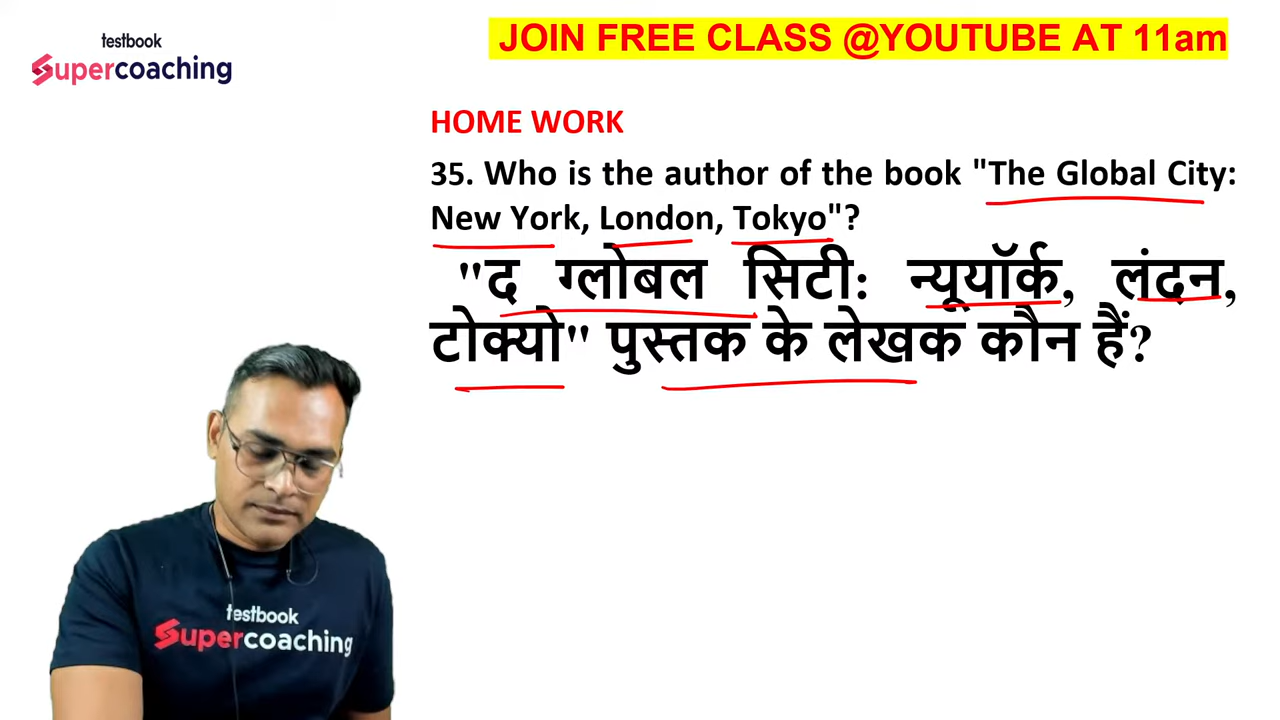 testbook
Supercoaching
JOIN FREE CLASS @YOUTUBE AT 11am
HOME WORK
35. Who is the author of the book "The Global City:
New York, London, Tokyo"?
"द ग्लोबल सिटी: न्यूयॉर्क, लंदन,
टोक्यो" पुस्तक के लेखक कौन हैं?
testbook
Supercoaching